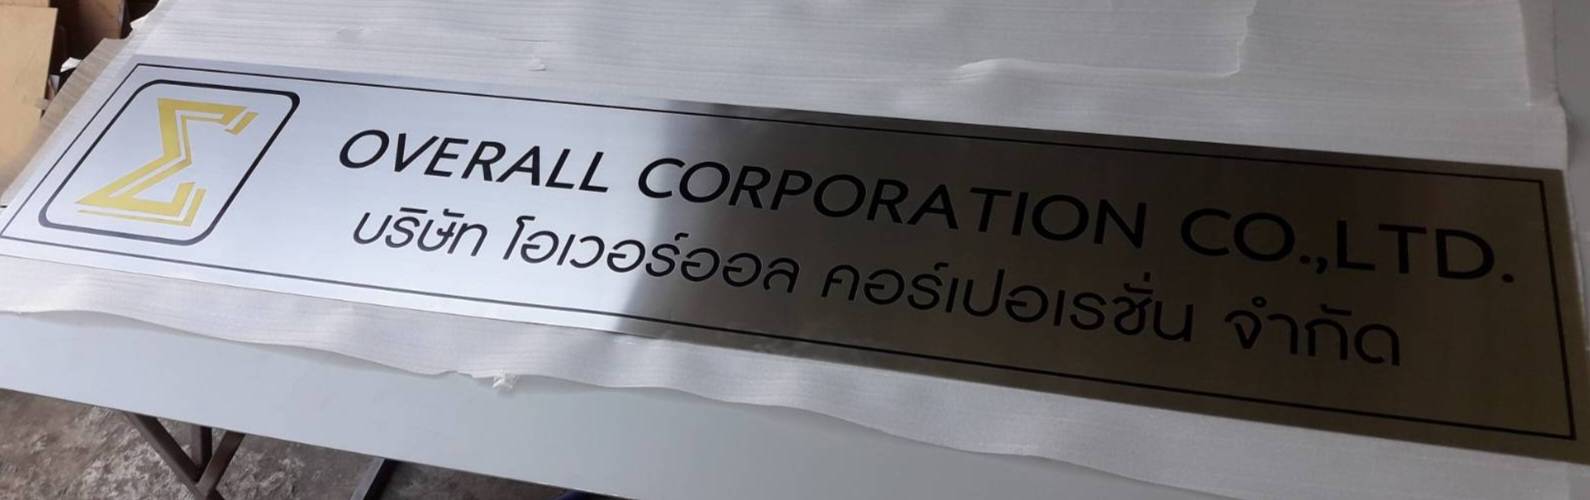 OVERALL CORPORATION CO.,LTD.
บริษัท โอเวอร์ออล คอร์เปอเรชั่น จำกัด